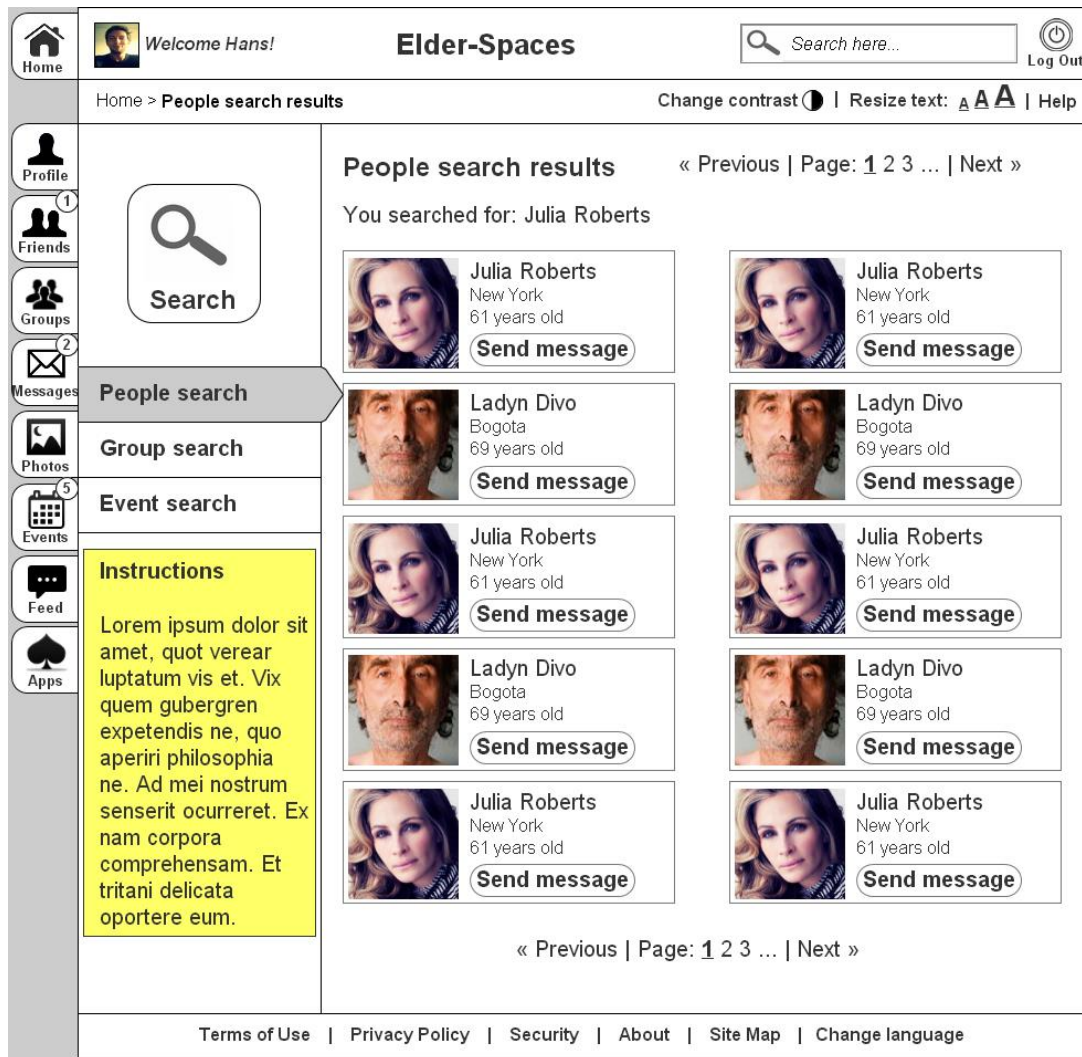 Home
Welcome Hans!
Elder-Spaces
Search here...
Log Out
Home > People search results
Change contrast | Resize text: A A A | Help
Profile
1
Friends
Groups
2
Messages
Photos
5
Events
Feed
Apps
Search
People search
Group search
Event search
Instructions
Lorem ipsum dolor sit
amet, quot verear
luptatum vis et. Vix
quem gubergren
expetendis ne, quo
aperiri philosophia
ne. Ad mei nostrum
senserit ocurreret. Ex
nam corpora
comprehensam. Et
tritani delicata
oportere eum.
People search results
« Previous | Page: 1 2 3 ... | Next »
You searched for: Julia Roberts
Julia Roberts
New York
61 years old
Send message
Julia Roberts
New York
61 years old
Send message
Ladyn Divo
Bogota
69 years old
Send message
Ladyn Divo
Bogota
69 years old
Send message
Julia Roberts
New York
61 years old
Send message
Julia Roberts
New York
61 years old
Send message
Ladyn Divo
Bogota
69 years old
Send message
Ladyn Divo
Bogota
69 years old
Send message
Julia Roberts
New York
61 years old
Send message
Julia Roberts
New York
61 years old
Send message
« Previous | Page: 1 2 3 ... | Next »
Terms of Use | Privacy Policy | Security | About | Site Map | Change language